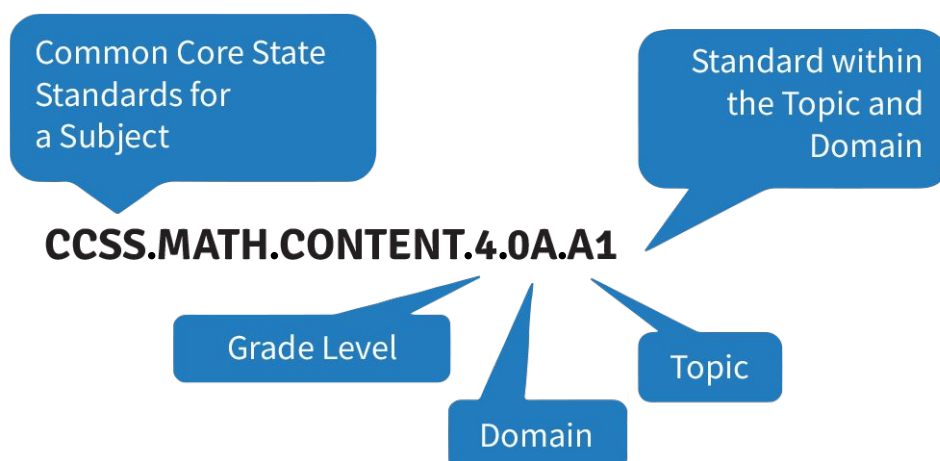 Common Core State
Standards for
a Subject
Standard within
the Topic and
Domain
CCSS.MATH.CONTENT.4.0A.A1
Grade Level
Topic
Domain